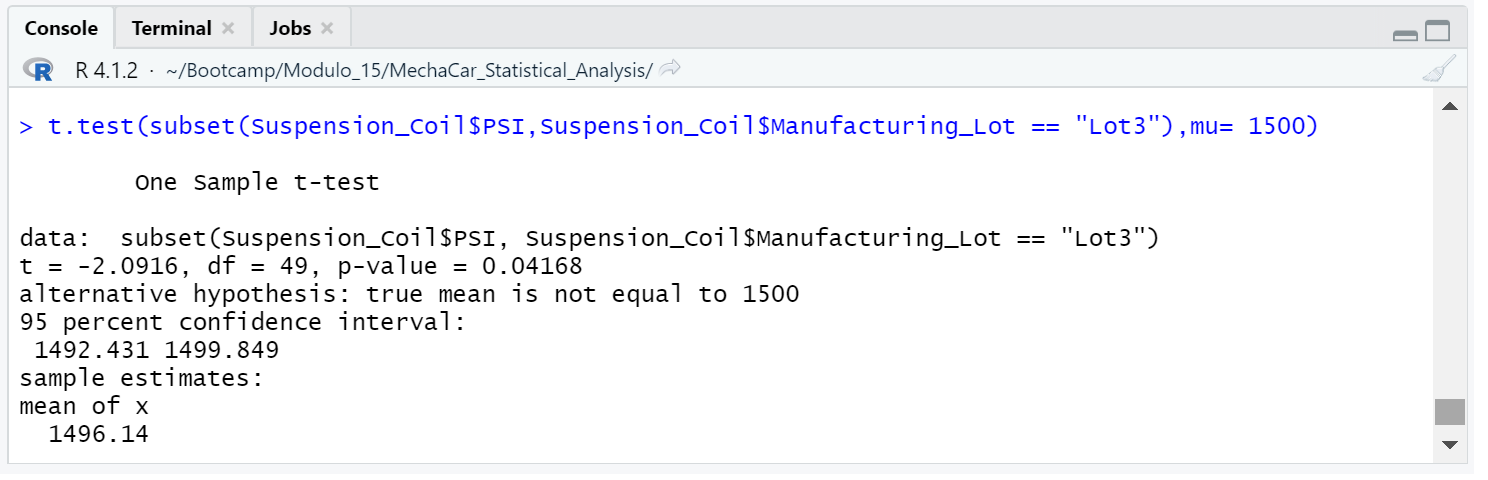 Console Terminal × Jobs ×
R R 4.1.2 · ~/Bootcamp/Modulo_15/MechaCar_Statistical_Analysis/
> t.test(subset(Suspension_Coil$PSI,Suspension_Coil$Manufacturing_Lot == "Lot3"),mu= 1500)
One Sample t-test
data:  subset(Suspension_Coil$PSI, Suspension_Coil$Manufacturing_Lot == "Lot3")
t = -2.0916, df = 49, p-value = 0.04168
alternative hypothesis: true mean is not equal to 1500
95 percent confidence interval:
1492.431 1499.849
sample estimates:
mean of x
1496.14